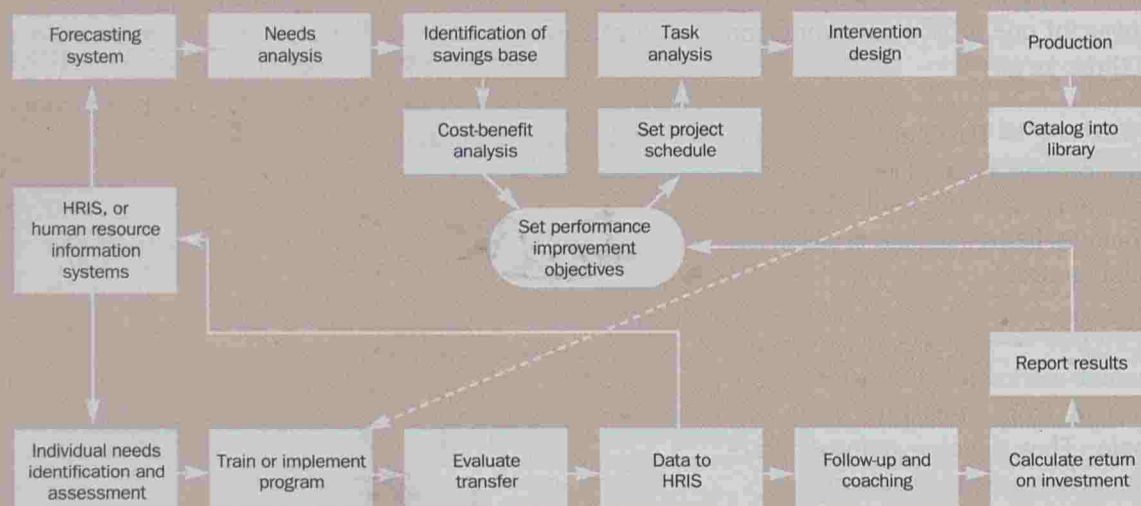 Forecasting
system
Needs
analysis
Identification of
savings base
Task
analysis
Intervention
design
Production
Cost-benefit
analysis
Set project
schedule
Catalog into
library
HRIS, or
human resource
information
systems
Set performance
improvement
objectives
Report results
Individual needs
identification and
assessment
Train or implement
program
Evaluate
transfer
Data to
HRIS
Follow-up and
coaching
Calculate return
on investment